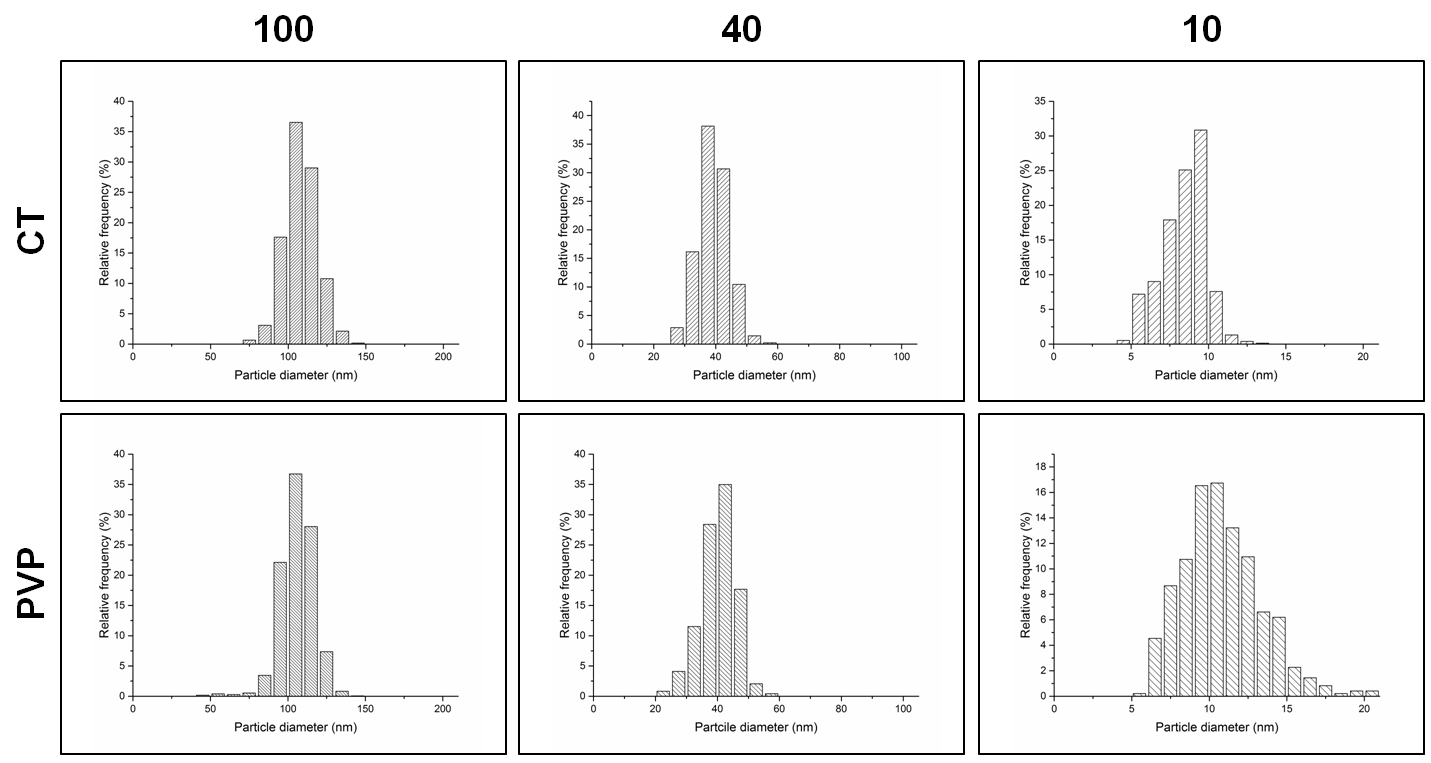 100 40 10
CT
40
35
30
25
20
15
10
5
0
Relative frequency (%)
0 50 100 150 200
Particle diameter (nm)
40
35
30
25
20
15
10
5
0
Relative frequency (%)
0 20 40 60 80 100
Particle diameter (nm)
35
30
25
20
15
10
5
0
Relative frequency (%)
0 5 10 15 20
Particle diameter (nm)
PVP
40
35
30
25
20
15
10
5
0
Relative frequency (%)
0 50 100 150 200
Particle diameter (nm)
40
35
30
25
20
15
10
5
0
Relative frequency (%)
0 20 40 60 80 100
Partcile diameter (nm)
18
16
14
12
10
8
6
4
2
0
Relative frequency (%)
0 5 10 15 20
Particle diameter (nm)